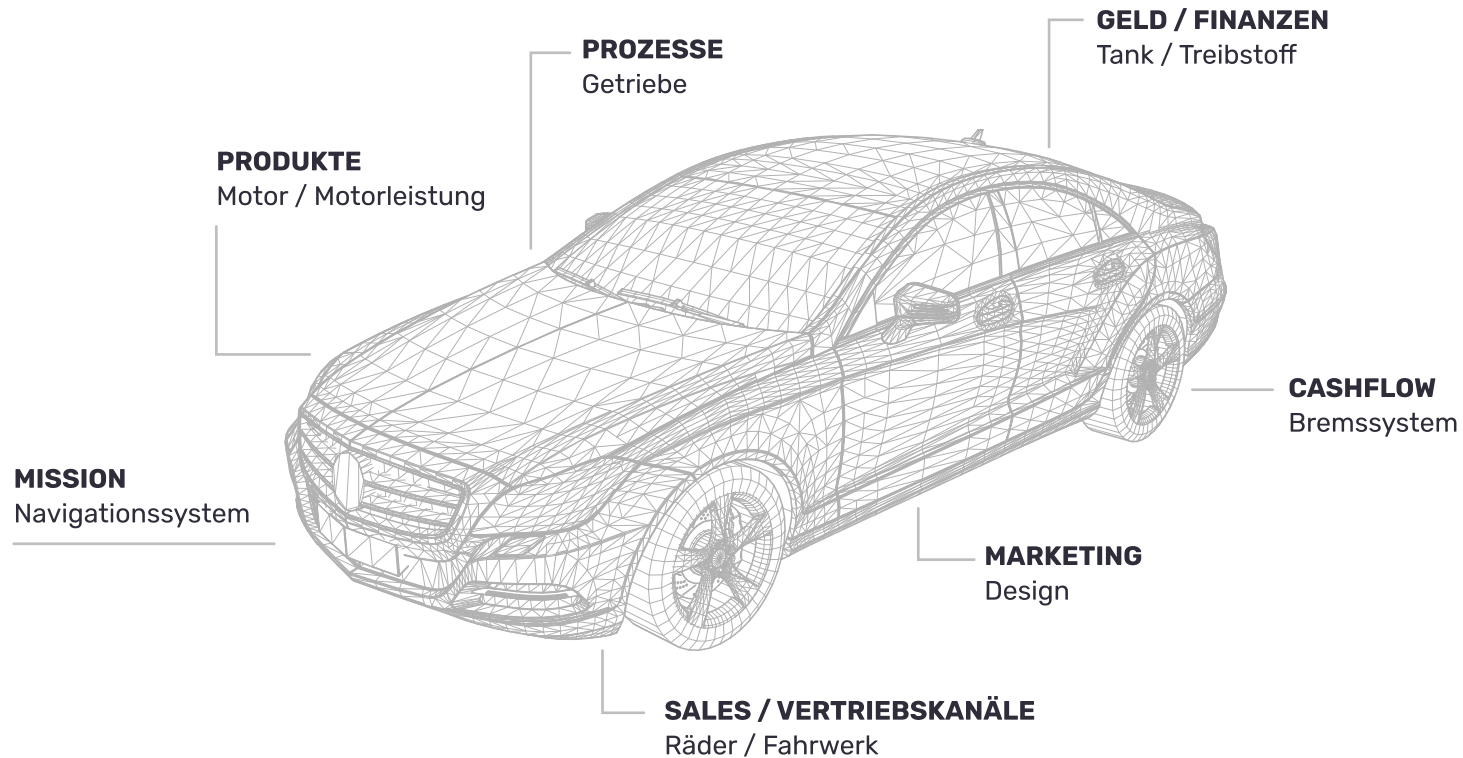 GELD / FINANZEN
Tank / Treibstoff
PROZESSE
Getriebe
PRODUKTE
Motor / Motorleistung
CASHFLOW
Bremssystem
MISSION
Navigationssystem
MARKETING
Design
SALES / VERTRIEBSKANÄLE
Räder / Fahrwerk